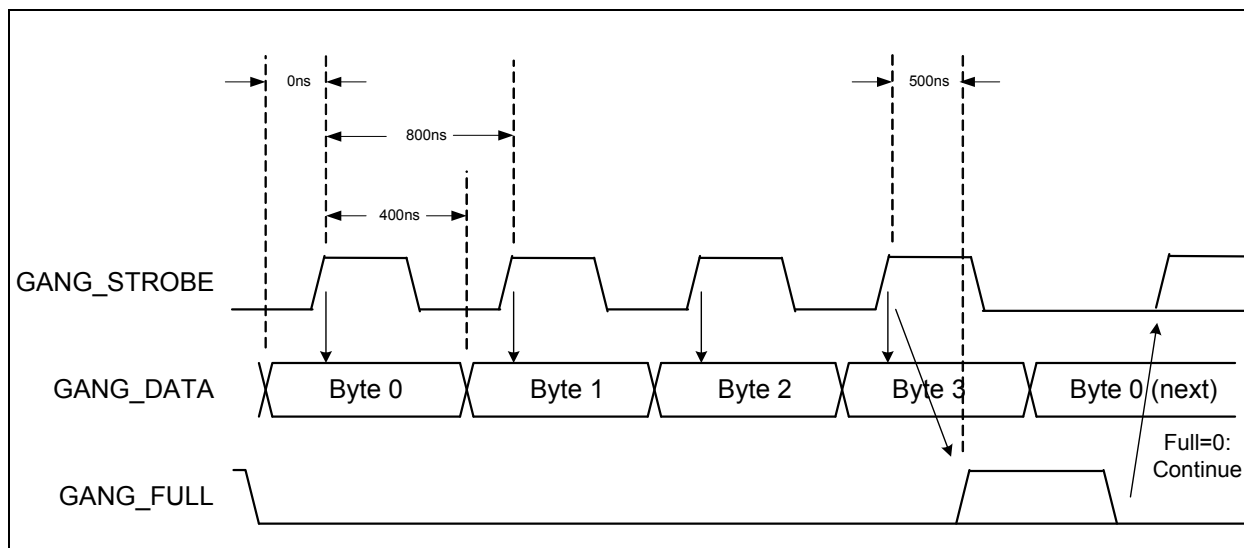 0ns
500ns
800ns
400ns
GANG_STROBE
GANG_DATA
Byte 0
Byte 1
Byte 2
Byte 3
Byte 0 (next)
Full=0:
Continue
GANG_FULL